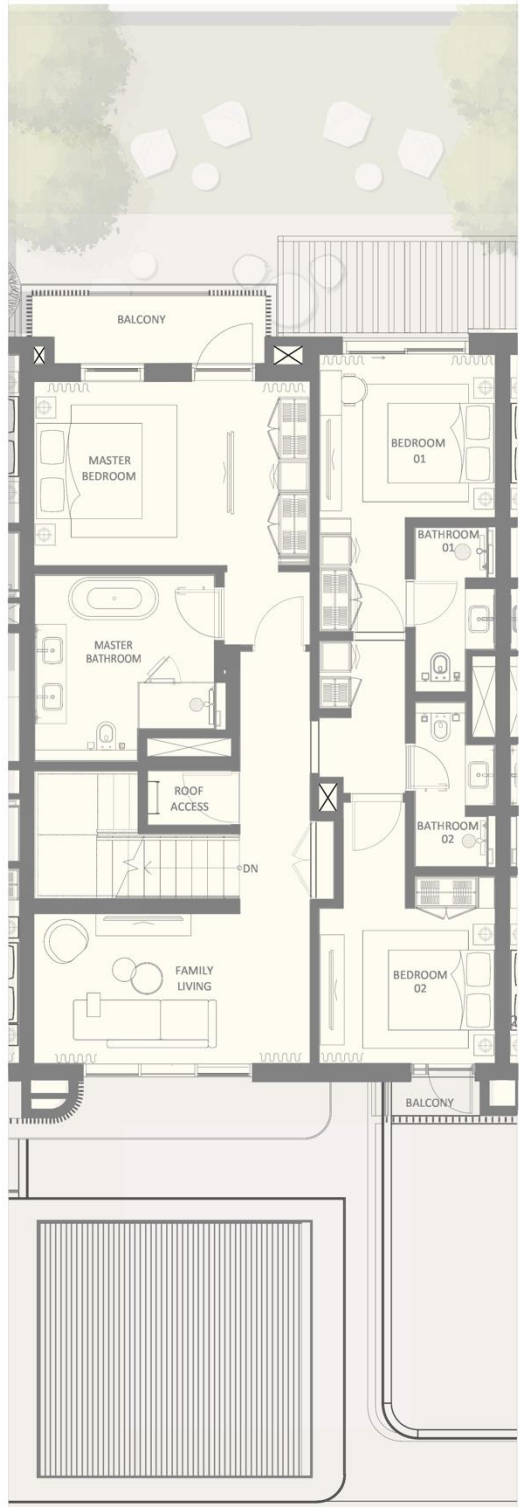 BALCONY
MASTER
BEDROOM
BEDROOM
01
BATHROOM
01
MASTER
BATHROOM
ROOF
ACCESS
BATHROOM
02
DN
FAMILY
LIVING
BEDROOM
02
BALCONY